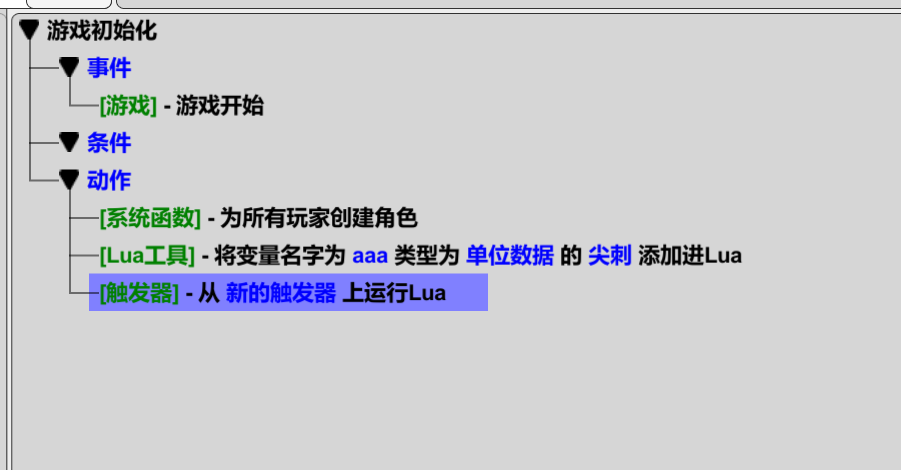 游戏初始化
事件
[游戏] - 游戏开始
条件
动作
[系统函数] - 为所有玩家创建角色
[Lua工具] - 将变量名字为 aaa 类型为 单位数据 的 尖刺 添加进Lua
[触发器] - 从 新的触发器 上运行Lua